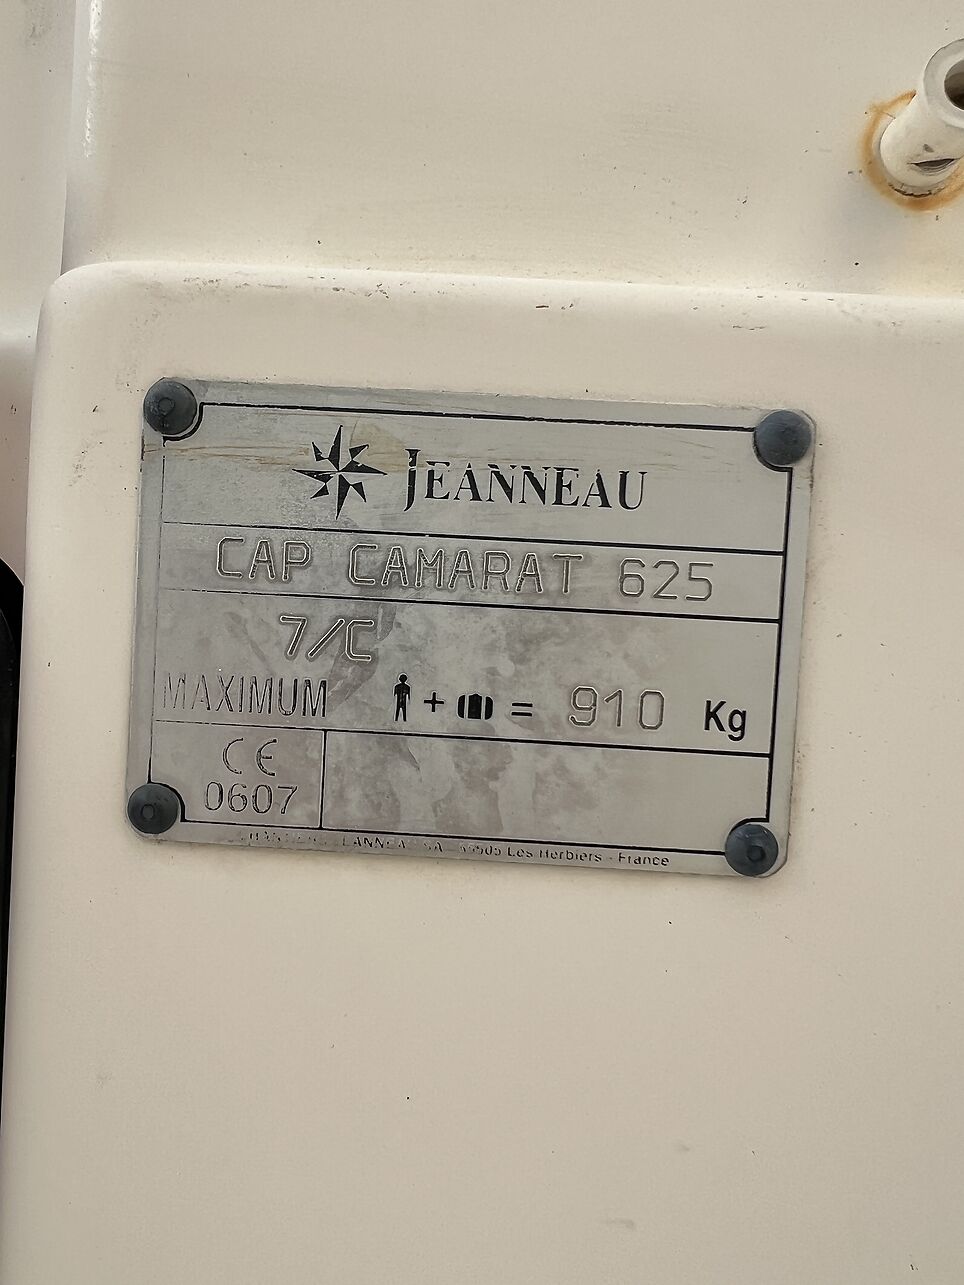 JEANNEAU
CAP CAMARAT 625
7/C
MAXIMUM + = 910 Kg
CE
0607
Les Herbiers - France